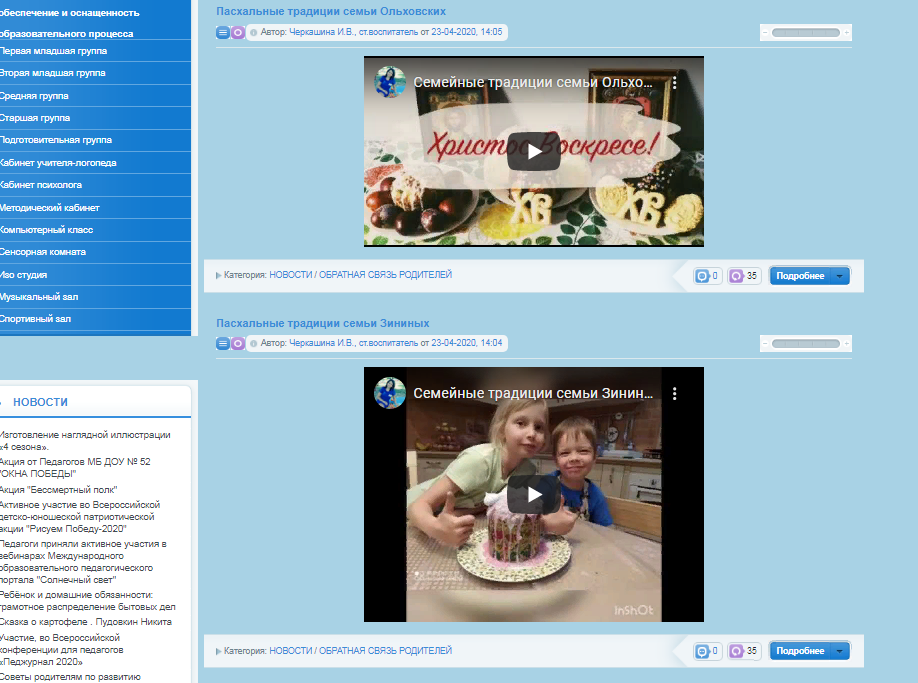 обеспечение и оснащенность
образовательного процесса
Первая младшая группа
Вторая младшая группа
Средняя группа
Старшая группа
Подготовительная группа
Кабинет учителя-логопеда
Кабинет психолога
Методический кабинет
Компьютерный класс
Сенсорная комната
Изо студия
Музыкальный зал
Спортивный зал
НОВОСТИ
Изготовление наглядной иллюстрации
«4 сезона».
Акция от Педагогов МБ ДОУ № 52
"ОКНА ПОБЕДЫ"
Акция "Бессмертный полк"
Активное участие во Всероссийской
детско-юношеской патриотической
акции "Рисуем Победу-2020"
Педагоги приняли активное участия в
вебинарах Международного
образовательного педагогического
портала "Солнечный свет"
Ребёнок и домашние обязанности:
грамотное распределение бытовых дел
Сказка о картофеле . Пудовкин Никита
Участие, во Всероссийской
конференции для педагогов
«Педжурнал 2020»
Советы родителям по развитию
Пасхальные традиции семьи Ольховских
Автор: Черкашина И.В., ст.воспитатель от 23-04-2020, 14:05
Семейные традиции семьи Ольхо...
Христос Воскресе!
ХВ
ХВ
Категория: НОВОСТИ / ОБРАТНАЯ СВЯЗЬ РОДИТЕЛЕЙ
0
35
Подробнее
Пасхальные традиции семьи Зининых
Автор: Черкашина И.В., ст.воспитатель от 23-04-2020, 14:04
Семейные традиции семьи Зинин...
InShOt
Категория: НОВОСТИ / ОБРАТНАЯ СВЯЗЬ РОДИТЕЛЕЙ
0
35
Подробнее